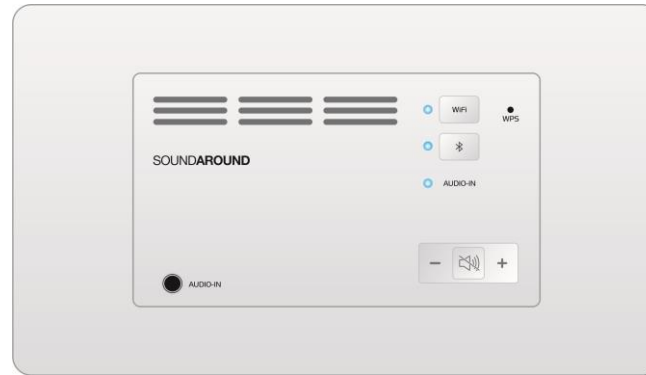 WiFi
WPS
SOUNDAROUND
AUDIO-IN
− +
AUDIO-IN